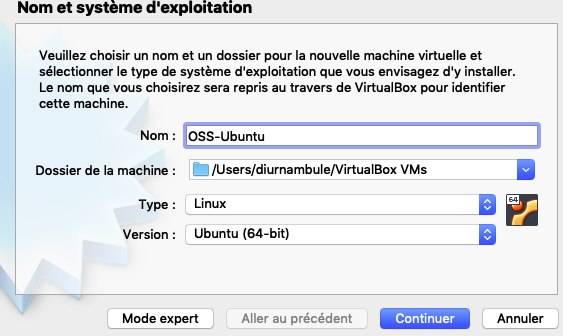 Nom et système d'exploitation
Veuillez choisir un nom et un dossier pour la nouvelle machine virtuelle et
sélectionner le type de système d'exploitation que vous envisagez d'y installer.
Le nom que vous choisirez sera repris au travers de VirtualBox pour identifier
cette machine.
Nom : OSS-Ubuntu
Dossier de la machine : /Users/diurnambule/VirtualBox VMs
Type : Linux
64
Version : Ubuntu (64-bit)
Mode expert Aller au précédent Continuer Annuler